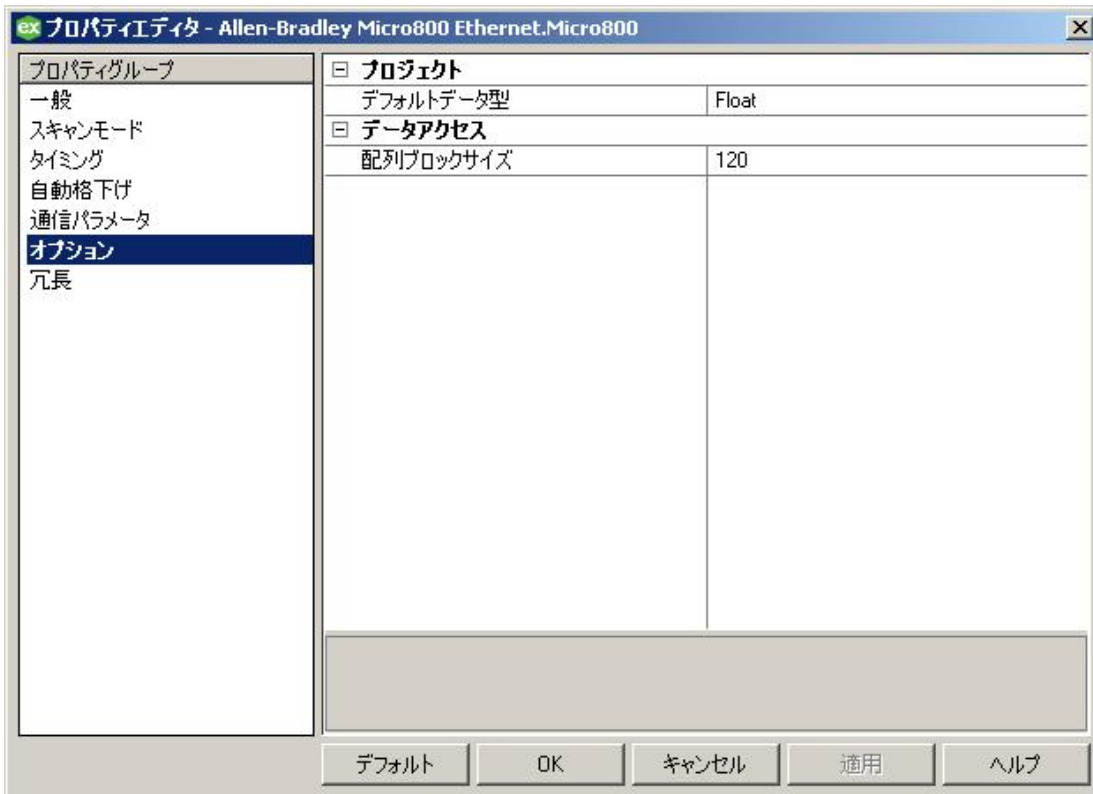 ex プロパティエディタ - Allen-Bradley Micro800 Ethernet.Micro800
プロパティグループ
一般
スキャンモード
タイミング
自動格下げ
通信パラメータ
オプション
冗長
プロジェクト
デフォルトデータ型 Float
データアクセス
配列ブロックサイズ 120
デフォルト OK キャンセル 適用 ヘルプ